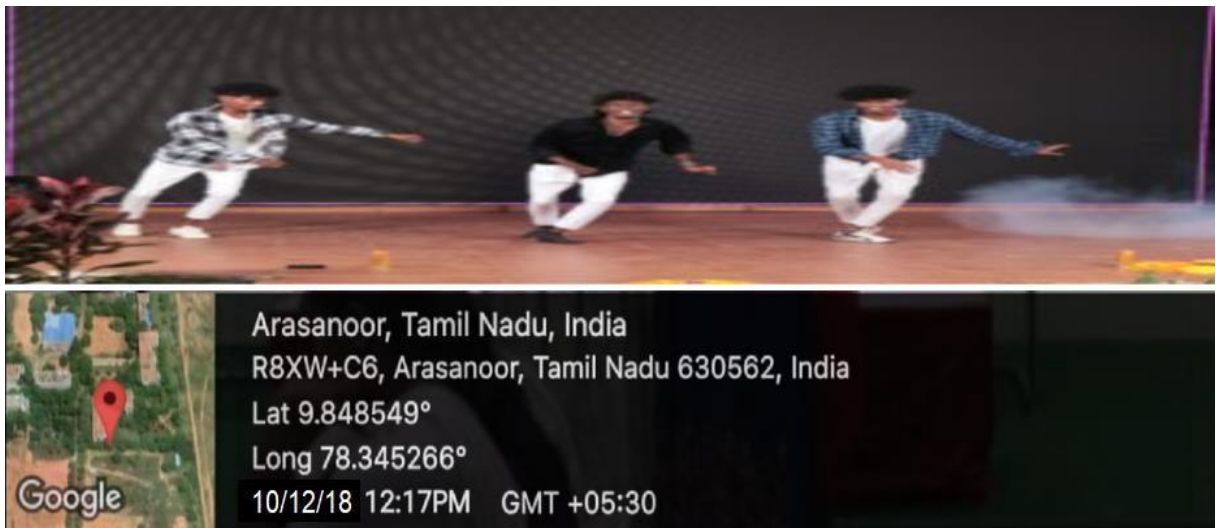 Arasanoor, Tamil Nadu, India
R8XW+C6, Arasanoor, Tamil Nadu 630562, India
Lat 9.848549°
Long 78.345266°
Google
10/12/18 12:17PM GMT +05:30